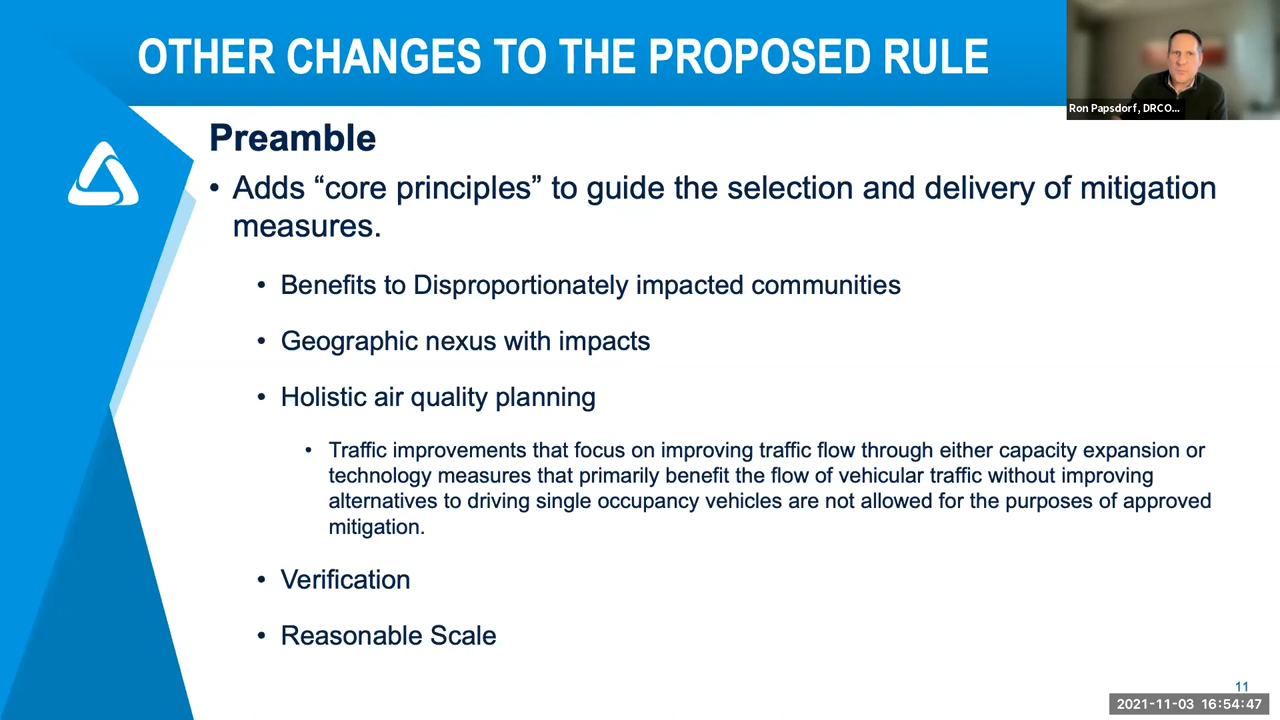 OTHER CHANGES TO THE PROPOSED RULE
Ron Papsdorf, DRCO...
Preamble
• Adds “core principles” to guide the selection and delivery of mitigation
measures.
• Benefits to Disproportionately impacted communities
• Geographic nexus with impacts
• Holistic air quality planning
• Traffic improvements that focus on improving traffic flow through either capacity expansion or
technology measures that primarily benefit the flow of vehicular traffic without improving
alternatives to driving single occupancy vehicles are not allowed for the purposes of approved
mitigation.
• Verification
• Reasonable Scale
11
2021-11-03 16:54:47